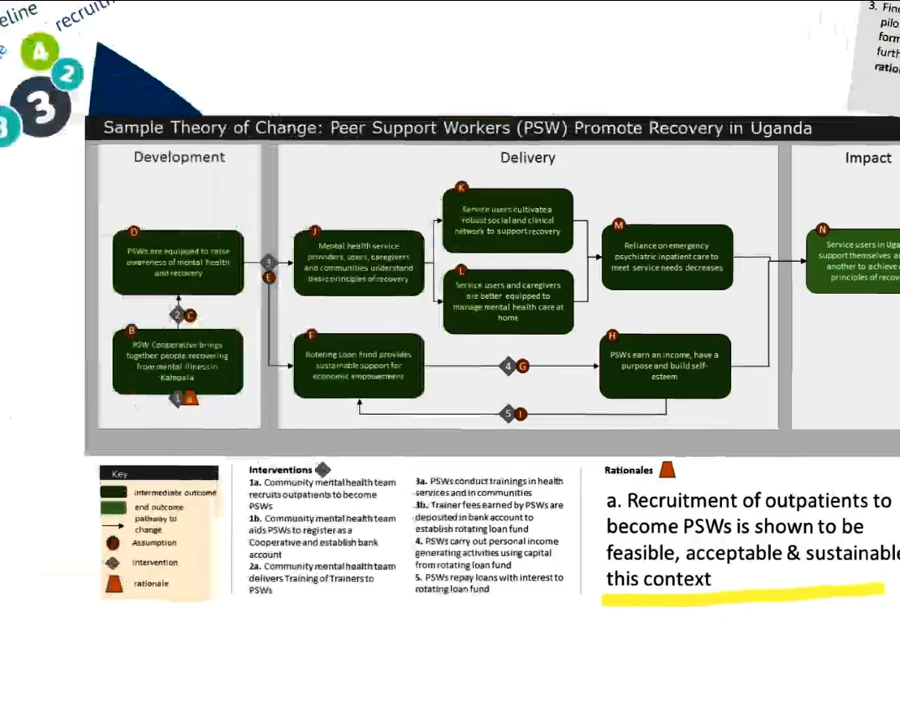 eline
recruit
4
2
3
3
3. Fin
pilo
form
furth
ratio
Sample Theory of Change: Peer Support Workers (PSW) Promote Recovery in Uganda
Development
Delivery
Impact
D
PSWs are equipped to raise
awareness of mental health
and recovery
2
C
B
PSW Cooperative brings
together people recovering
from mental illness in
Kampala
1
a
3
E
J
Mental health service
providers, users, caregivers
and communities understand
basic principles of recovery
F
Rotating Loan Fund provides
sustainable support for
economic empowerment
K
Service users cultivate a
robust social and clinical
network to support recovery
L
Service users and caregivers
are better equipped to
manage mental health care at
home
4
G
5
I
M
Reliance on emergency
psychiatric inpatient care to
meet service needs decreases
H
PSWs earn an income, have a
purpose and build self-
esteem
N
Service users in Uga
support themselves a
another to achieve
principles of recove
Key
intermediate outcome
end outcome
pathway to
change
Assumption
Intervention
rationale
Interventions
1a. Community mental health team
recruits outpatients to become
PSWs
1b. Community mental health team
aids PSWs to register as a
Cooperative and establish bank
account
2a. Community mental health team
delivers Training of Trainers to
PSWs
3a. PSWs conduct trainings in health
services and in communities
3b. Trainer fees earned by PSWs are
deposited in bank account to
establish rotating loan fund
4. PSWs carry out personal income
generating activities using capital
from rotating loan fund
5. PSWs repay loans with interest to
rotating loan fund
Rationales
a. Recruitment of outpatients to
become PSWs is shown to be
feasible, acceptable & sustainable
this context